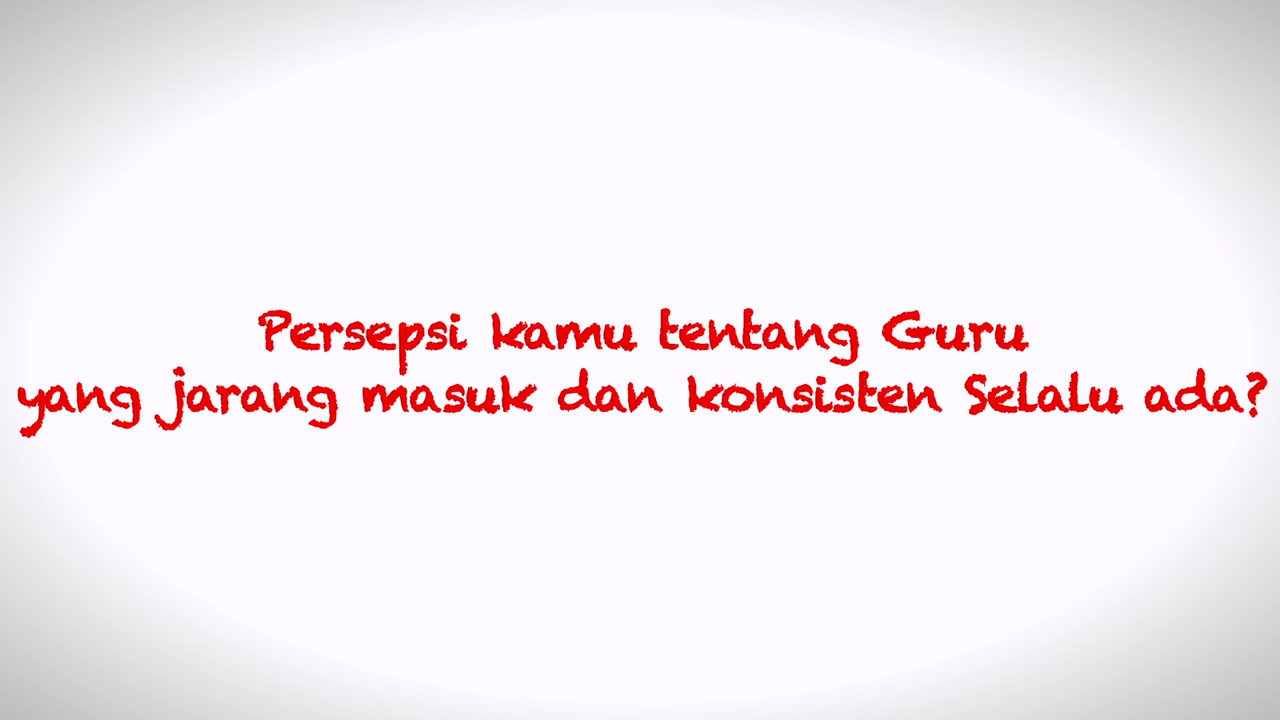 Persepsi kamu tentang Guru
yang jarang masuk dan konsisten Selalu ada?